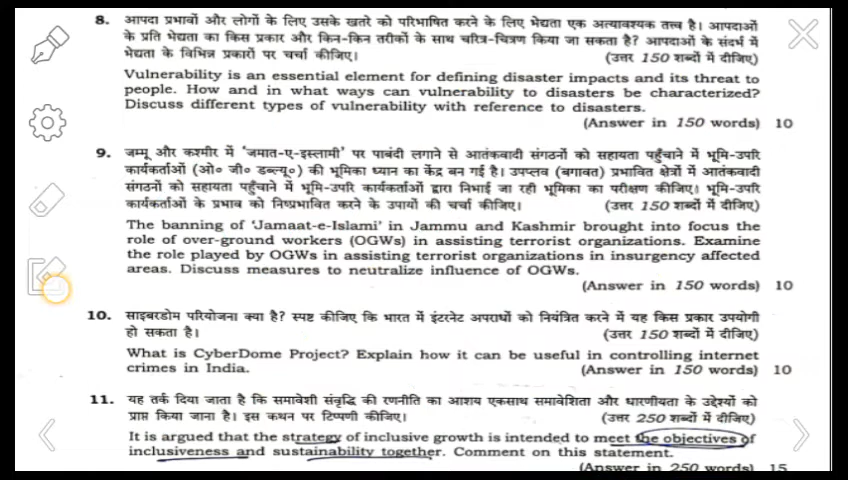 8. आपदा प्रभावों और लोगों के लिए उसके खतरे को परिभाषित करने के लिए भेद्यता एक अत्यावश्यक तत्त्व है। आपदाओं
के प्रति भेद्यता का किस प्रकार और किन-किन तरीकों के साथ चरित्र-चित्रण किया जा सकता है? आपदाओं के संदर्भ में
भेद्यता के विभिन्न प्रकारों पर चर्चा कीजिए। (उत्तर 150 शब्दों में दीजिए)
Vulnerability is an essential element for defining disaster impacts and its threat to
people. How and in what ways can vulnerability to disasters be characterized?
Discuss different types of vulnerability with reference to disasters.
(Answer in 150 words) 10
9. जम्मू और कश्मीर में 'जमात-ए-इस्लामी' पर पाबंदी लगाने से आतंकवादी संगठनों को सहायता पहुँचाने में भूमि-उपरि
कार्यकर्ताओं (ओ० जी० डब्ल्यू०) की भूमिका ध्यान का केंद्र बन गई है। उपप्लव (बगावत) प्रभावित क्षेत्रों में आतंकवादी
संगठनों को सहायता पहुँचाने में भूमि-उपरि कार्यकर्ताओं द्वारा निभाई जा रही भूमिका का परीक्षण कीजिए। भूमि-उपरि
कार्यकर्ताओं के प्रभाव को निष्प्रभावित करने के उपायों की चर्चा कीजिए। (उत्तर 150 शब्दों में दीजिए)
The banning of 'Jamaat-e-Islami' in Jammu and Kashmir brought into focus the
role of over-ground workers (OGWs) in assisting terrorist organizations. Examine
the role played by OGWs in assisting terrorist organizations in insurgency affected
areas. Discuss measures to neutralize influence of OGWs.
(Answer in 150 words) 10
10. साइबरडोम परियोजना क्या है? स्पष्ट कीजिए कि भारत में इंटरनेट अपराधों को नियंत्रित करने में यह किस प्रकार उपयोगी
हो सकता है। (उत्तर 150 शब्दों में दीजिए)
What is CyberDome Project? Explain how it can be useful in controlling internet
crimes in India. (Answer in 150 words) 10
11. यह तर्क दिया जाता है कि समावेशी संवृद्धि की रणनीति का आशय एकसाथ समावेशिता और धारणीयता के उद्देश्यों को
प्राप्त किया जाना है। इस कथन पर टिप्पणी कीजिए। (उत्तर 250 शब्दों में दीजिए)
It is argued that the strategy of inclusive growth is intended to meet the objectives of
inclusiveness and sustainability together. Comment on this statement.
(Answer in 250 words) 15